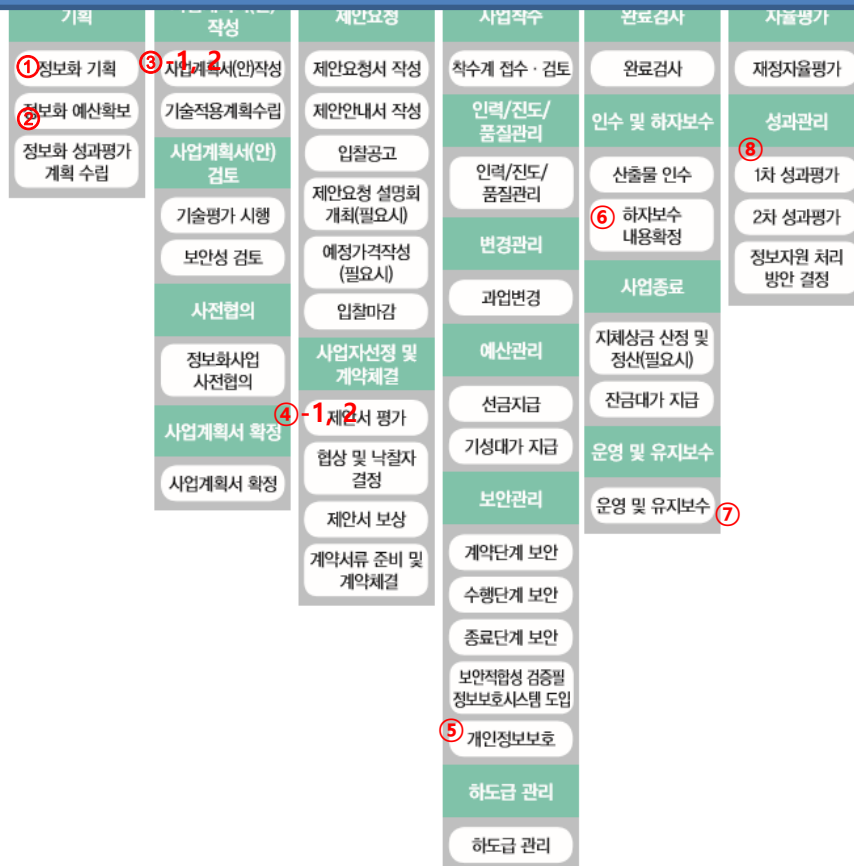 기획
① 정보화 기획
정보화 예산확보
②
정보화 성과평가
계획 수립
작성
③-1, 2
사업계획서(안)작성
기술적용계획수립
사업계획서(안)
검토
기술평가 시행
보안성 검토
사전협의
정보화사업
사전협의
사업계획서 확정
사업계획서 확정
제안요청
제안요청서 작성
제안안내서 작성
입찰공고
제안요청 설명회
개최(필요시)
예정가격작성
(필요시)
입찰마감
사업자선정 및
계약체결
④-1, 2
제안서 평가
협상 및 낙찰자
결정
제안서 보상
계약서류 준비 및
계약체결
사업착수
착수계 접수 · 검토
인력/진도/
품질관리
인력/진도/
품질관리
변경관리
과업변경
예산관리
선금지급
기성대가 지급
보안관리
계약단계 보안
수행단계 보안
종료단계 보안
보안적합성 검증필
정보보호시스템 도입
⑤ 개인정보보호
하도급 관리
하도급 관리
완료검사
완료검사
인수 및 하자보수
산출물 인수
⑥ 하자보수
내용확정
사업종료
지체상금 산정 및
정산(필요시)
잔금대가 지급
운영 및 유지보수
운영 및 유지보수 ⑦
자율평가
재정자율평가
성과관리
⑧
1차 성과평가
2차 성과평가
정보자원 처리
방안 결정